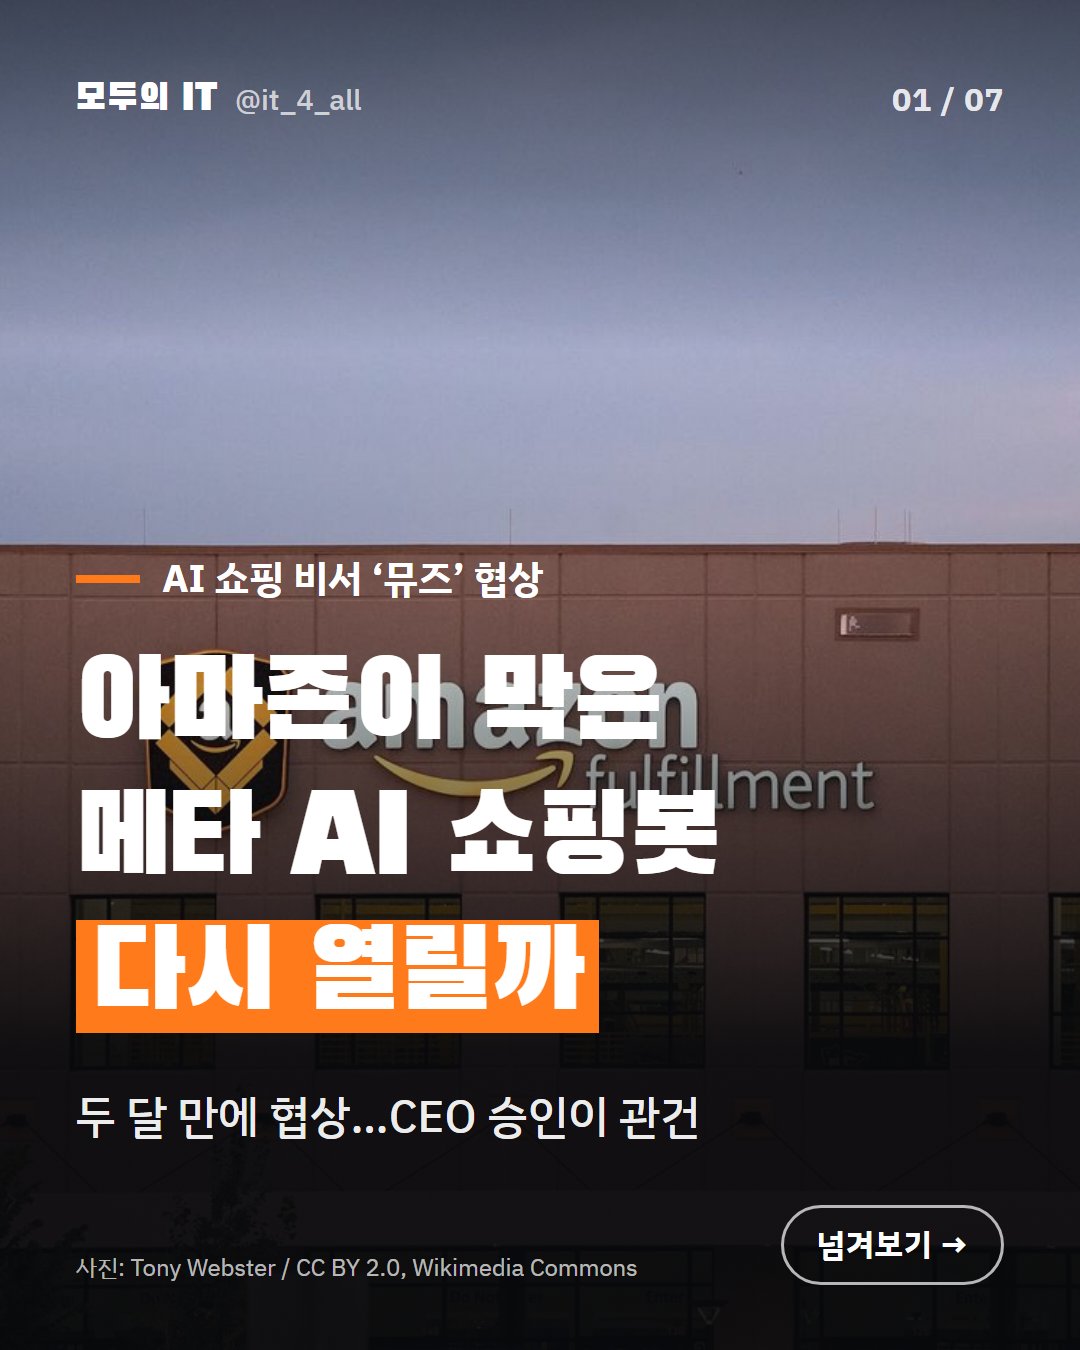 모두의 IT @it_4_all
01 / 07
AI 쇼핑 비서 ‘뮤즈’ 협상
아마존이 막은
amazon
fulfillment
메타 AI 쇼핑봇
다시 열릴까
두 달 만에 협상...CEO 승인이 관건
넘겨보기 →
사진: Tony Webster / CC BY 2.0, Wikimedia Commons